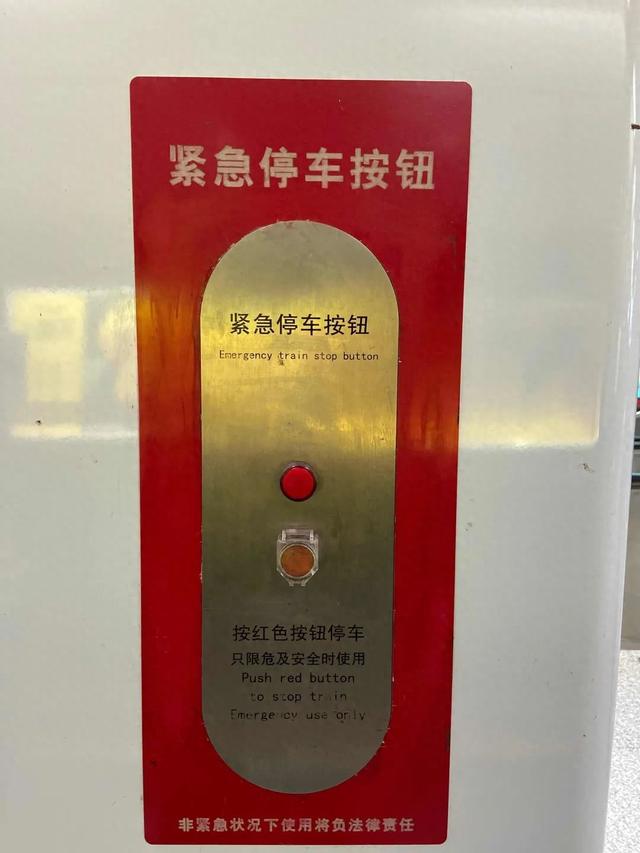 紧急停车按钮
紧急停车按钮
Emergency train stop button
按红色按钮停车
只限危及安全时使用
Push red button
to stop train
Emergency use only
非紧急状况下使用将负法律责任